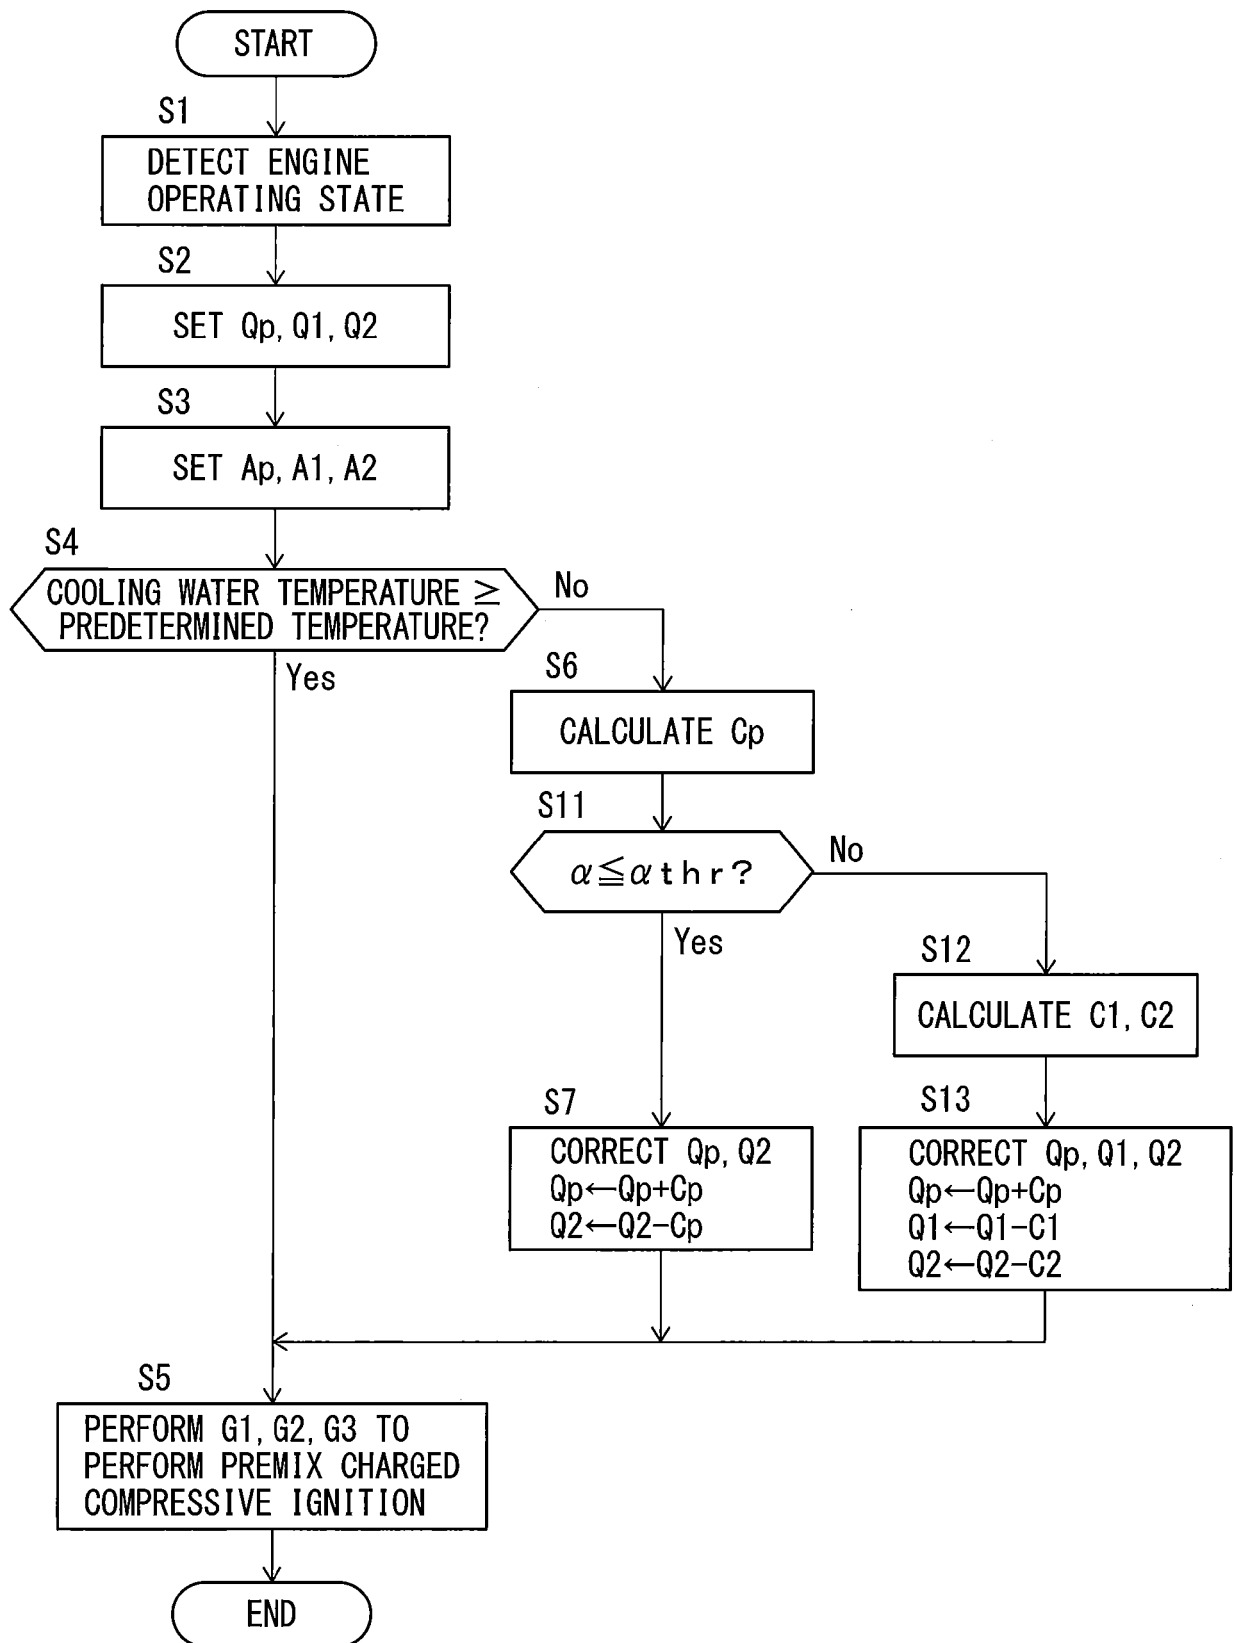 START
S1
DETECT ENGINE
OPERATING STATE
S2
SET Qp, Q1, Q2
S3
SET Ap, A1, A2
S4
COOLING WATER TEMPERATURE ≧
PREDETERMINED TEMPERATURE?
No
Yes
S6
CALCULATE Cp
S11
α≦αthr?
No
Yes
S12
CALCULATE C1, C2
S7
CORRECT Qp, Q2
Qp←Qp+Cp
Q2←Q2-Cp
S13
CORRECT Qp, Q1, Q2
Qp←Qp+Cp
Q1←Q1-C1
Q2←Q2-C2
S5
PERFORM G1, G2, G3 TO
PERFORM PREMIX CHARGED
COMPRESSIVE IGNITION
END